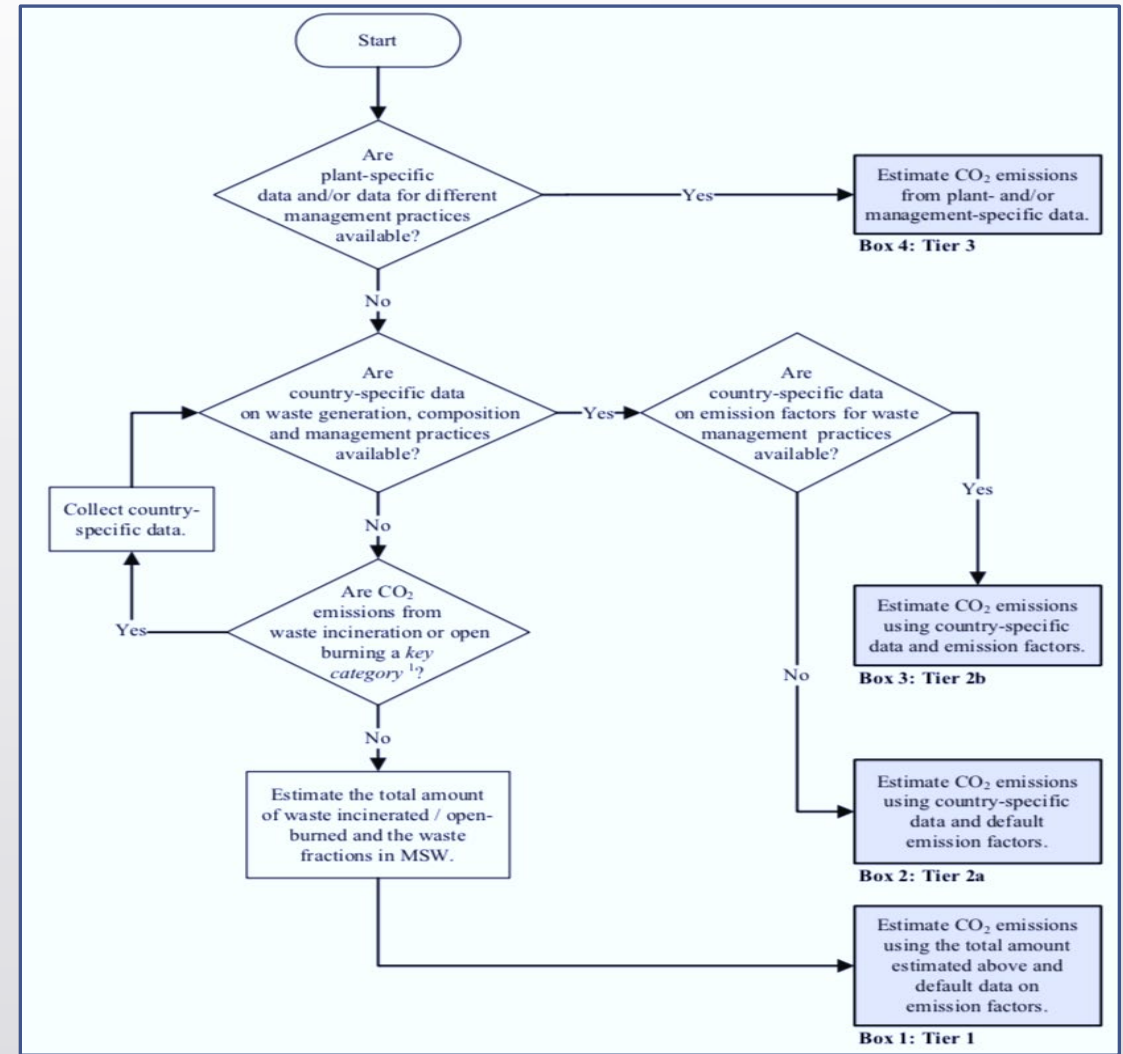 Start
Are
plant-specific
data and/or data for different
management practices
available?
Yes
Estimate CO₂ emissions
from plant- and/or
management-specific data.
Box 4: Tier 3
No
Are
country-specific data
on waste generation, composition
and management practices
available?
Yes
Are
country-specific data
on emission factors for waste
management practices
available?
Yes
Collect country-
specific data.
No
Are CO₂
emissions from
waste incineration or open
burning a key
category ¹?
Yes
Estimate CO₂ emissions
using country-specific
data and emission factors.
Box 3: Tier 2b
No
No
Estimate the total amount
of waste incinerated / open-
burned and the waste
fractions in MSW.
Estimate CO₂ emissions
using country-specific
data and default
emission factors.
Box 2: Tier 2a
Estimate CO₂ emissions
using the total amount
estimated above and
default data on
emission factors.
Box 1: Tier 1